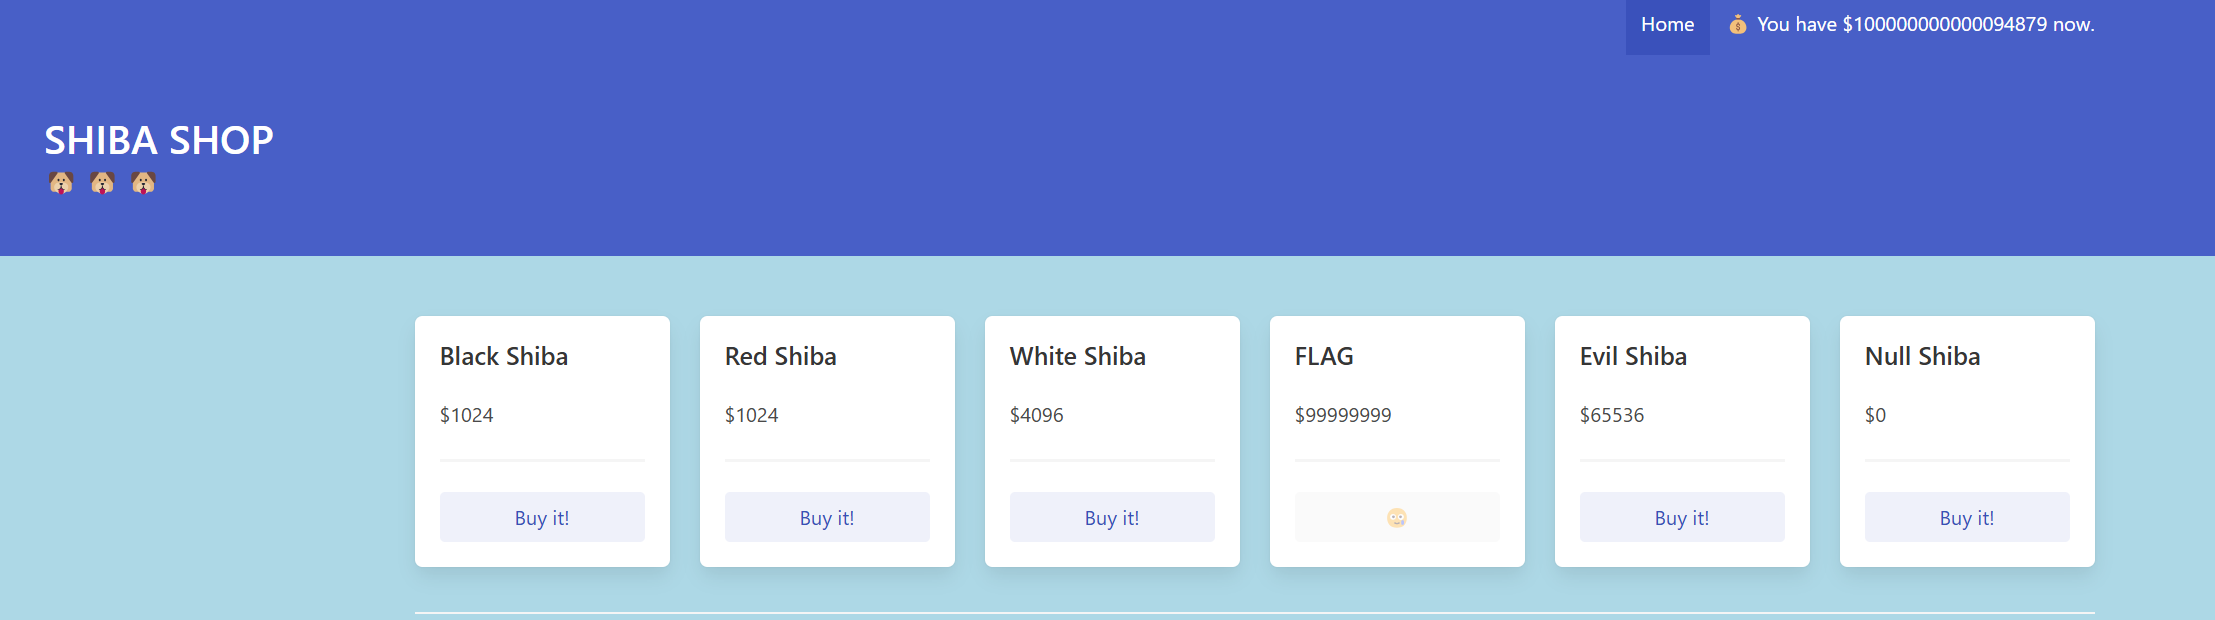 Home
You have $100000000000094879 now.
SHIBA SHOP
Black Shiba
$1024
Buy it!
Red Shiba
$1024
Buy it!
White Shiba
$4096
Buy it!
FLAG
$99999999
Evil Shiba
$65536
Buy it!
Null Shiba
$0
Buy it!